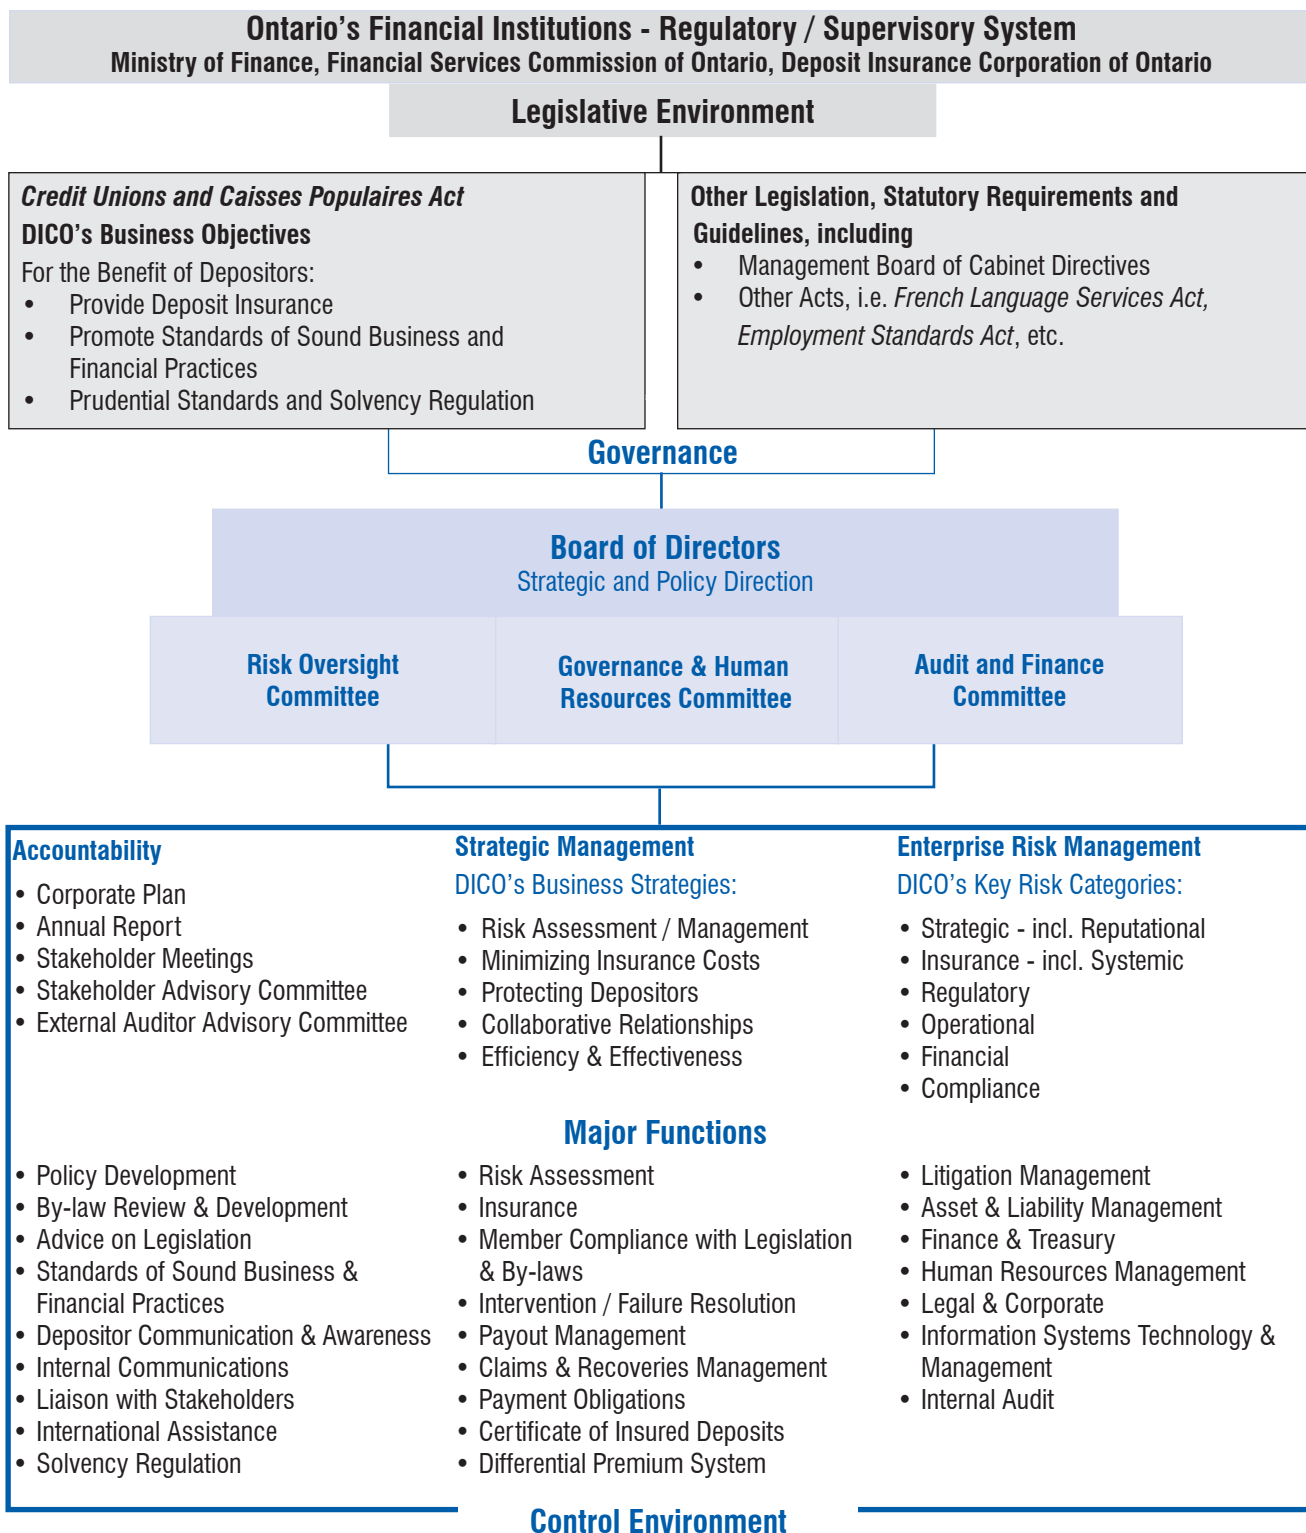 Ontario’s Financial Institutions - Regulatory / Supervisory System
Ministry of Finance, Financial Services Commission of Ontario, Deposit Insurance Corporation of Ontario
Legislative Environment
Credit Unions and Caisses Populaires Act
DICO’s Business Objectives
For the Benefit of Depositors:
• Provide Deposit Insurance
• Promote Standards of Sound Business and
Financial Practices
• Prudential Standards and Solvency Regulation
Other Legislation, Statutory Requirements and
Guidelines, including
• Management Board of Cabinet Directives
• Other Acts, i.e. French Language Services Act,
Employment Standards Act, etc.
Governance
Board of Directors
Strategic and Policy Direction
Risk Oversight
Committee
Governance & Human
Resources Committee
Audit and Finance
Committee
Accountability
• Corporate Plan
• Annual Report
• Stakeholder Meetings
• Stakeholder Advisory Committee
• External Auditor Advisory Committee
Strategic Management
DICO’s Business Strategies:
• Risk Assessment / Management
• Minimizing Insurance Costs
• Protecting Depositors
• Collaborative Relationships
• Efficiency & Effectiveness
Enterprise Risk Management
DICO’s Key Risk Categories:
• Strategic - incl. Reputational
• Insurance - incl. Systemic
• Regulatory
• Operational
• Financial
• Compliance
Major Functions
• Policy Development
• By-law Review & Development
• Advice on Legislation
• Standards of Sound Business &
Financial Practices
• Depositor Communication & Awareness
• Internal Communications
• Liaison with Stakeholders
• International Assistance
• Solvency Regulation
• Risk Assessment
• Insurance
• Member Compliance with Legislation
& By-laws
• Intervention / Failure Resolution
• Payout Management
• Claims & Recoveries Management
• Payment Obligations
• Certificate of Insured Deposits
• Differential Premium System
• Litigation Management
• Asset & Liability Management
• Finance & Treasury
• Human Resources Management
• Legal & Corporate
• Information Systems Technology &
Management
• Internal Audit
Control Environment